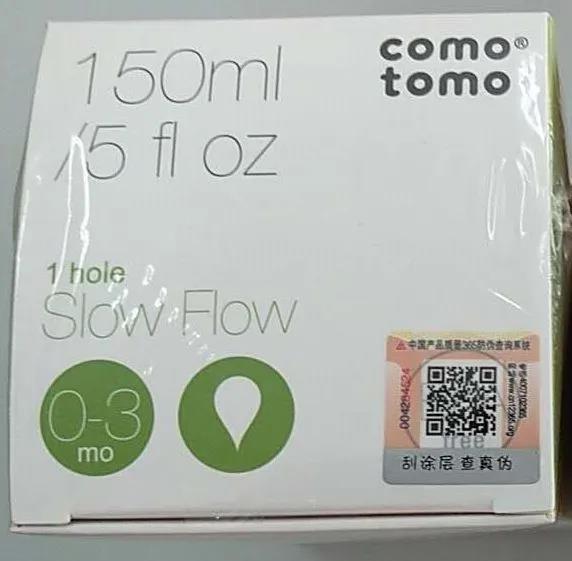 150ml
/5 fl oz
como®
tomo
1 hole
Slow Flow
0-3
mo
中国产品质量365防伪查询系统
004284624
free
刮涂层 查真伪